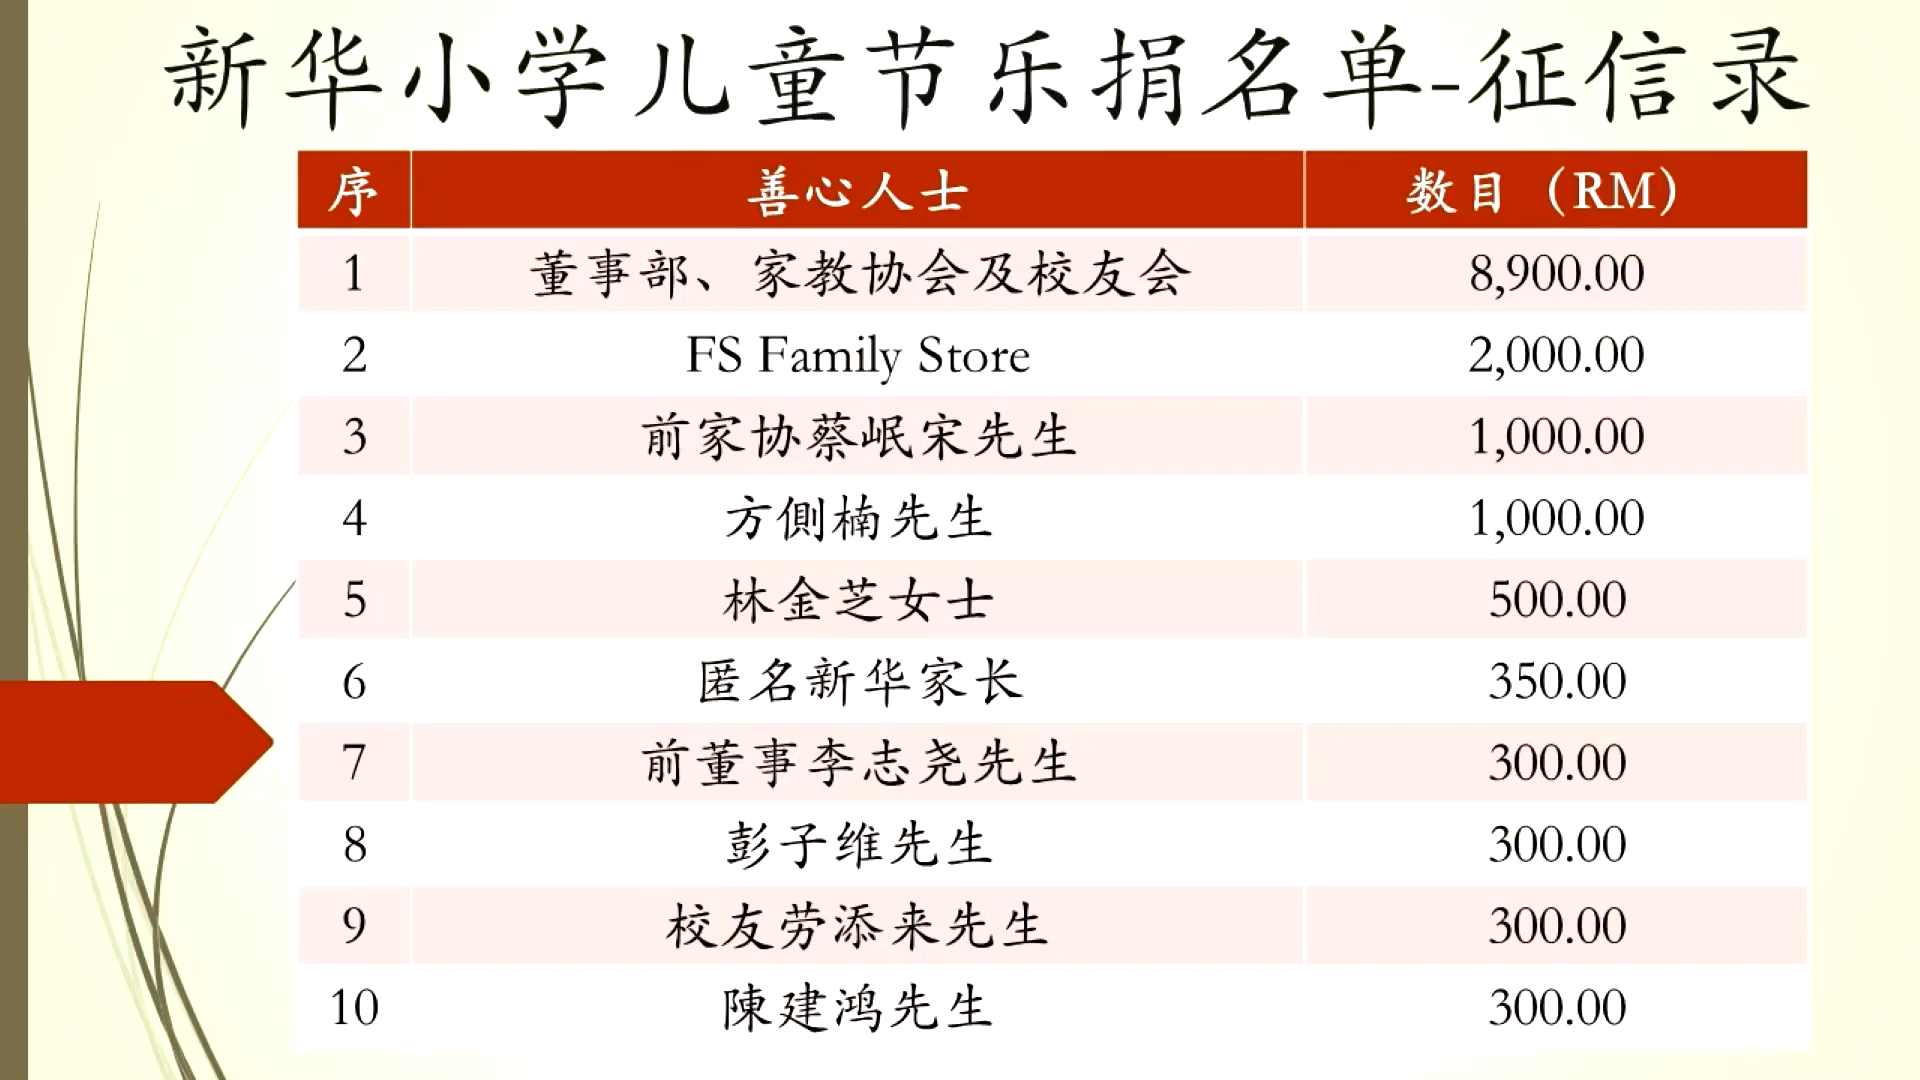 新华小学儿童节乐捐名单-征信录
序 善心人士 数目（RM）
1 董事部、家教协会及校友会 8,900.00
2 FS Family Store 2,000.00
3 前家协蔡岷宋先生 1,000.00
4 方側楠先生 1,000.00
5 林金芝女士 500.00
6 匿名新华家长 350.00
7 前董事李志尧先生 300.00
8 彭子维先生 300.00
9 校友劳添来先生 300.00
10 陳建鸿先生 300.00